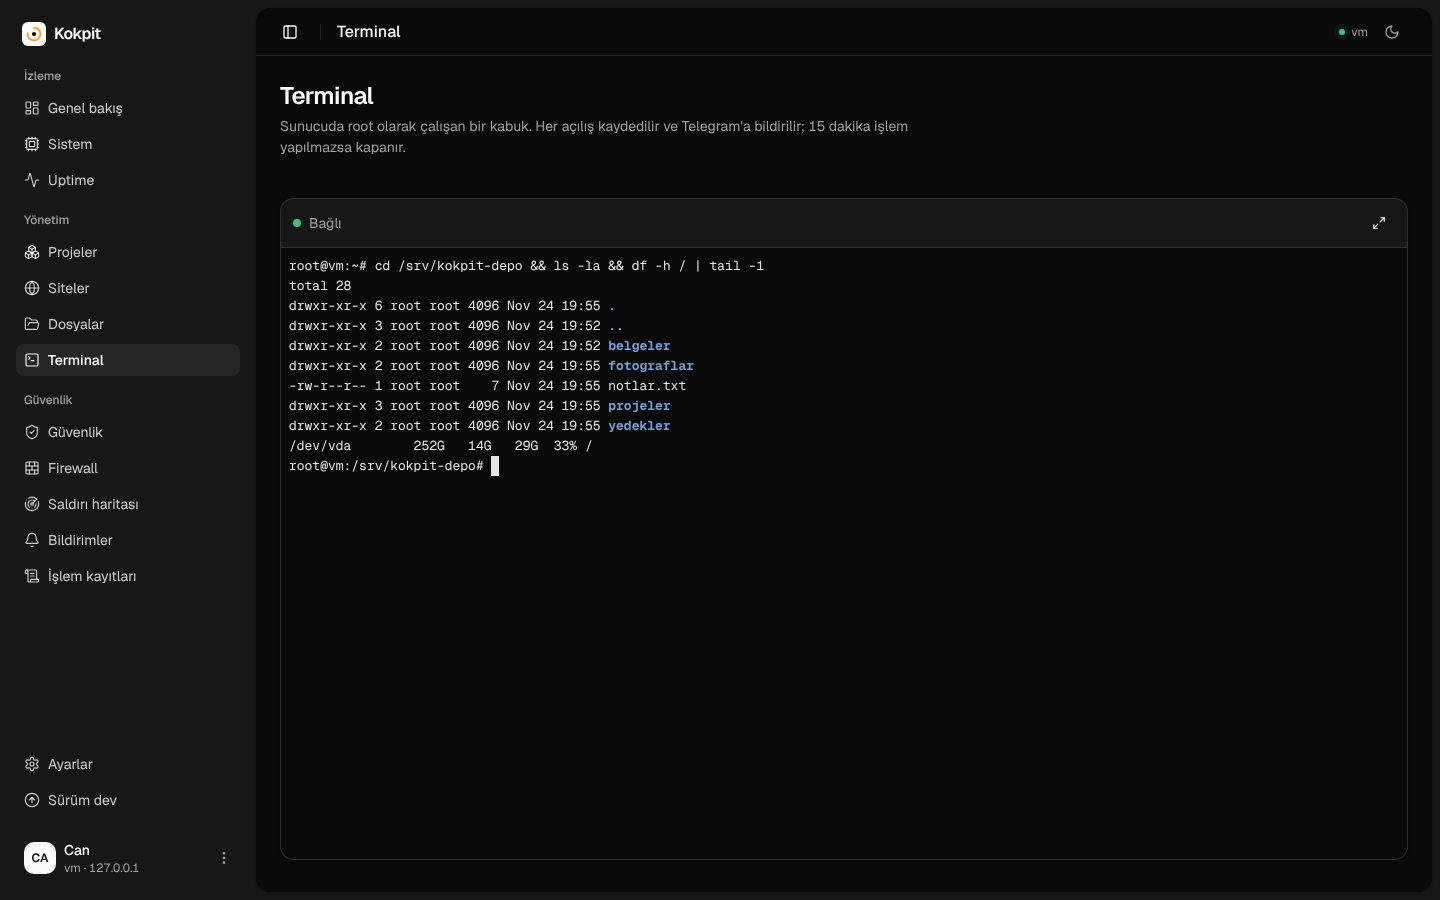 Kokpit
Terminal
vm
İzleme
Genel bakış
Sistem
Uptime
Yönetim
Projeler
Siteler
Dosyalar
Terminal
Güvenlik
Güvenlik
Firewall
Saldırı haritası
Bildirimler
İşlem kayıtları
Ayarlar
Sürüm dev
CA
Can
vm · 127.0.0.1
Terminal
Sunucuda root olarak çalışan bir kabuk. Her açılış kaydedilir ve Telegram'a bildirilir; 15 dakika işlem
yapılmazsa kapanır.
Bağlı
root@vm:~# cd /srv/kokpit-depo && ls -la && df -h / | tail -1
total 28
drwxr-xr-x 6 root root 4096 Nov 24 19:55 .
drwxr-xr-x 3 root root 4096 Nov 24 19:52 ..
drwxr-xr-x 2 root root 4096 Nov 24 19:52 belgeler
drwxr-xr-x 2 root root 4096 Nov 24 19:55 fotograflar
-rw-r--r-- 1 root root    7 Nov 24 19:55 notlar.txt
drwxr-xr-x 3 root root 4096 Nov 24 19:55 projeler
drwxr-xr-x 2 root root 4096 Nov 24 19:55 yedekler
/dev/vda        252G   14G   29G  33% /
root@vm:/srv/kokpit-depo#